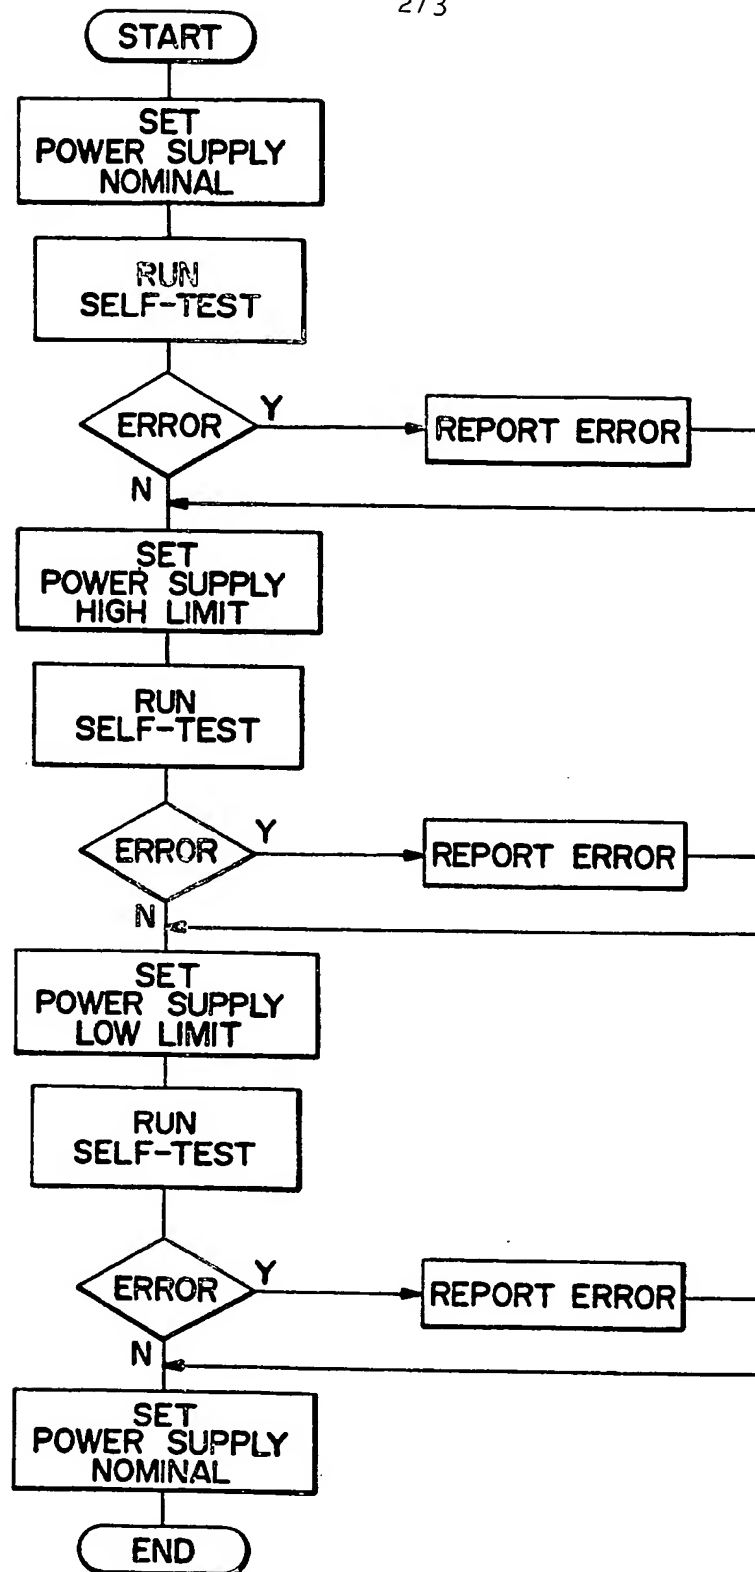 2/3
START
SET
POWER SUPPLY
NOMINAL
RUN
SELF-TEST
ERROR
Y
REPORT ERROR
N
SET
POWER SUPPLY
HIGH LIMIT
RUN
SELF-TEST
ERROR
Y
REPORT ERROR
N
SET
POWER SUPPLY
LOW LIMIT
RUN
SELF-TEST
ERROR
Y
REPORT ERROR
N
SET
POWER SUPPLY
NOMINAL
END